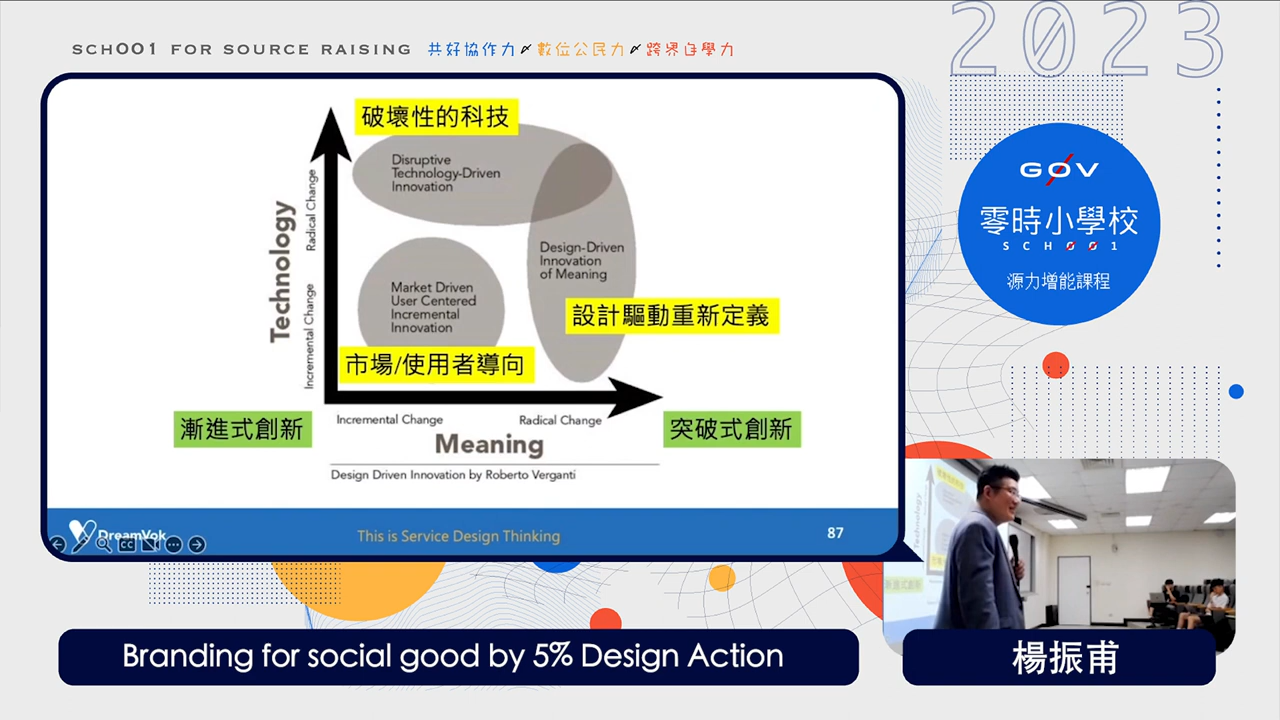 SCH001 FOR SOURCE RAISING 共好協作力 數位公民力 跨界自學力
2023
破壞性的科技
Disruptive
Technology-Driven
Innovation
Technology
Radical Change
Incremental Change
Design-Driven
Innovation
of Meaning
設計驅動重新定義
Market Driven
User Centered
Incremental
Innovation
市場/使用者導向
漸進式創新
Incremental Change
Radical Change
突破式創新
Meaning
Design Driven Innovation by Roberto Verganti
DreamVok
This is Service Design Thinking
87
G0V
零時小學校
SCH001
源力增能課程
Branding for social good by 5% Design Action
楊振甫